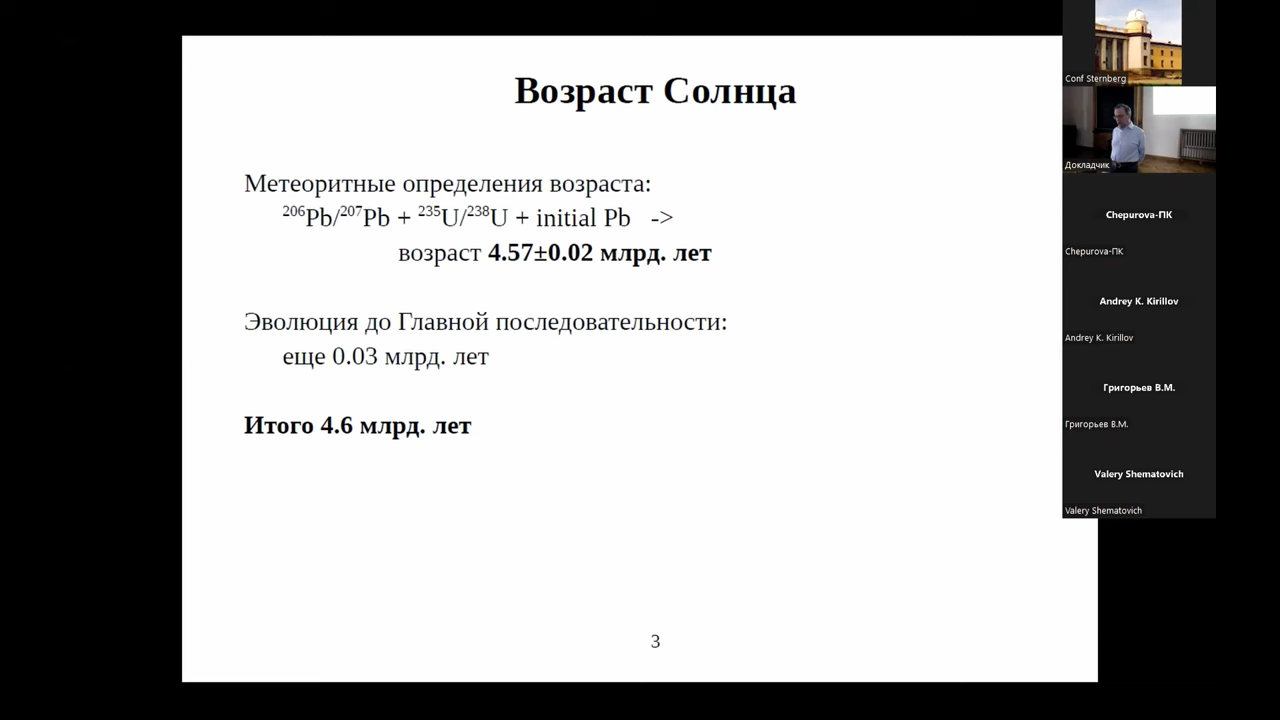 Возраст Солнца
Метеоритные определения возраста:
²⁰⁶Pb/²⁰⁷Pb + ²³⁵U/²³⁸U + initial Pb ->
возраст 4.57±0.02 млрд. лет
Эволюция до Главной последовательности:
еще 0.03 млрд. лет
Итого 4.6 млрд. лет
3
Conf Sternberg
Докладчик
Chepurova-ПК
Chepurova-ПК
Andrey K. Kirillov
Andrey K. Kirillov
Григорьев В.М.
Григорьев В.М.
Valery Shematovich
Valery Shematovich